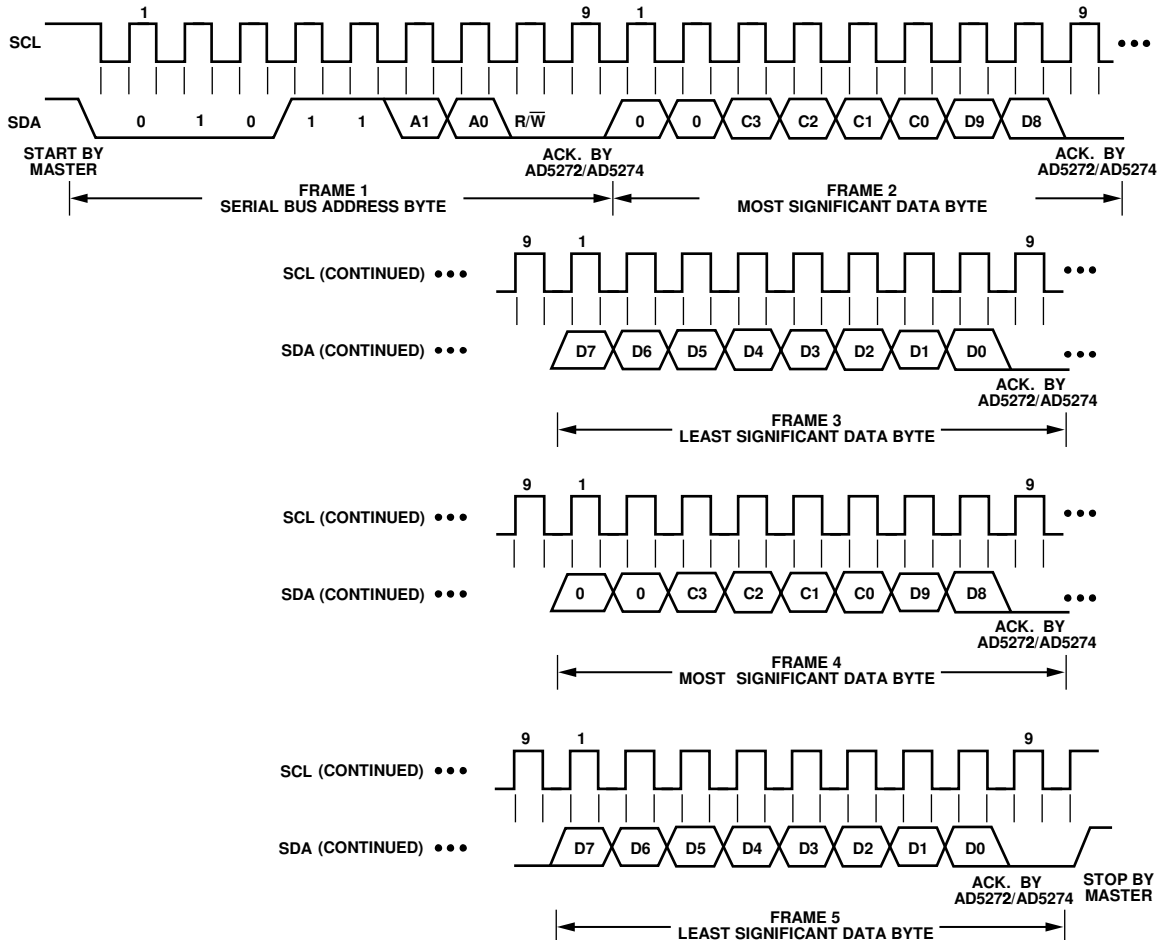 1 9 1 9
SCL
SDA 0 1 0 1 1 A1 A0 R/W 0 0 C3 C2 C1 C0 D9 D8
START BY MASTER
ACK. BY AD5272/AD5274
ACK. BY AD5272/AD5274
FRAME 1
SERIAL BUS ADDRESS BYTE
FRAME 2
MOST SIGNIFICANT DATA BYTE
9 1 9
SCL (CONTINUED)
SDA (CONTINUED) D7 D6 D5 D4 D3 D2 D1 D0
ACK. BY
AD5272/AD5274
FRAME 3
LEAST SIGNIFICANT DATA BYTE
9 1 9
SCL (CONTINUED)
SDA (CONTINUED) 0 0 C3 C2 C1 C0 D9 D8
ACK. BY
AD5272/AD5274
FRAME 4
MOST SIGNIFICANT DATA BYTE
9 1 9
SCL (CONTINUED)
SDA (CONTINUED) D7 D6 D5 D4 D3 D2 D1 D0
ACK. BY
AD5272/AD5274
STOP BY
MASTER
FRAME 5
LEAST SIGNIFICANT DATA BYTE